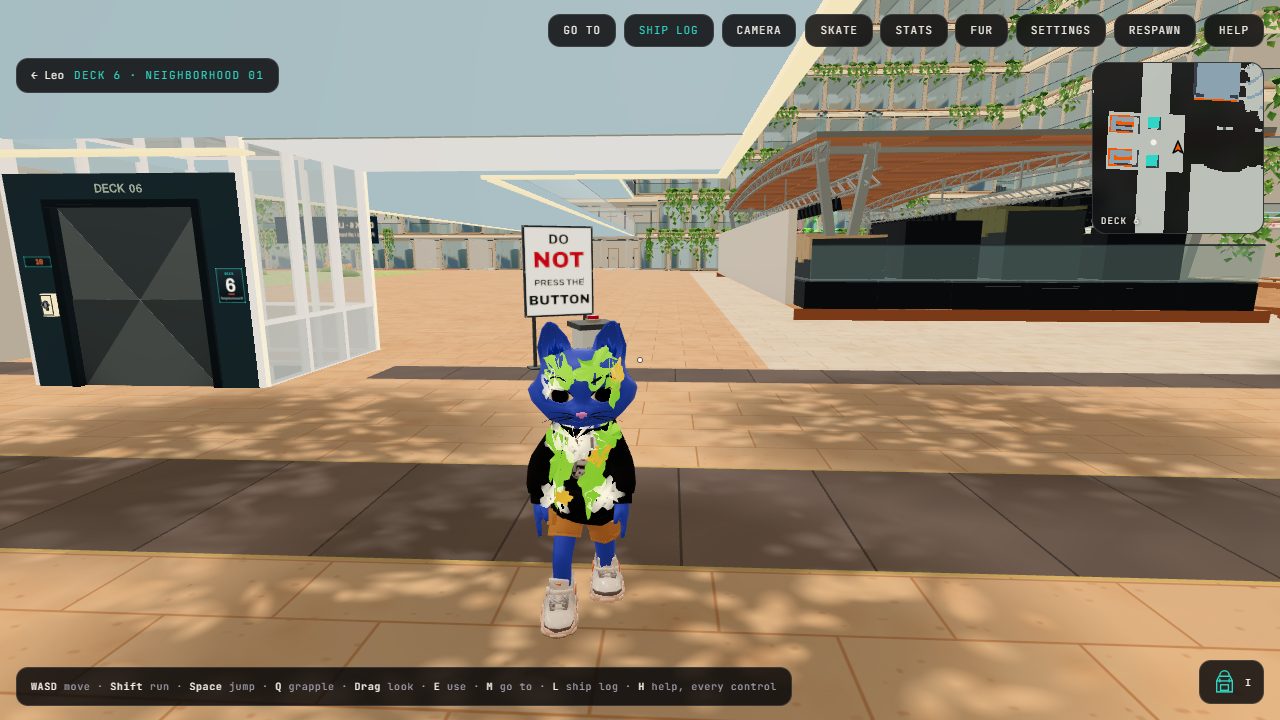 GO TO
SHIP LOG
CAMERA
SKATE
STATS
FUR
SETTINGS
RESPAWN
HELP
← Leo DECK 6 · NEIGHBORHOOD 01
DECK 06
10
6
DO
NOT
PRESS THE
BUTTON
DECK 6
WASD move · Shift run · Space jump · Q grapple · Drag look · E use · M go to · L ship log · H help, every control
I